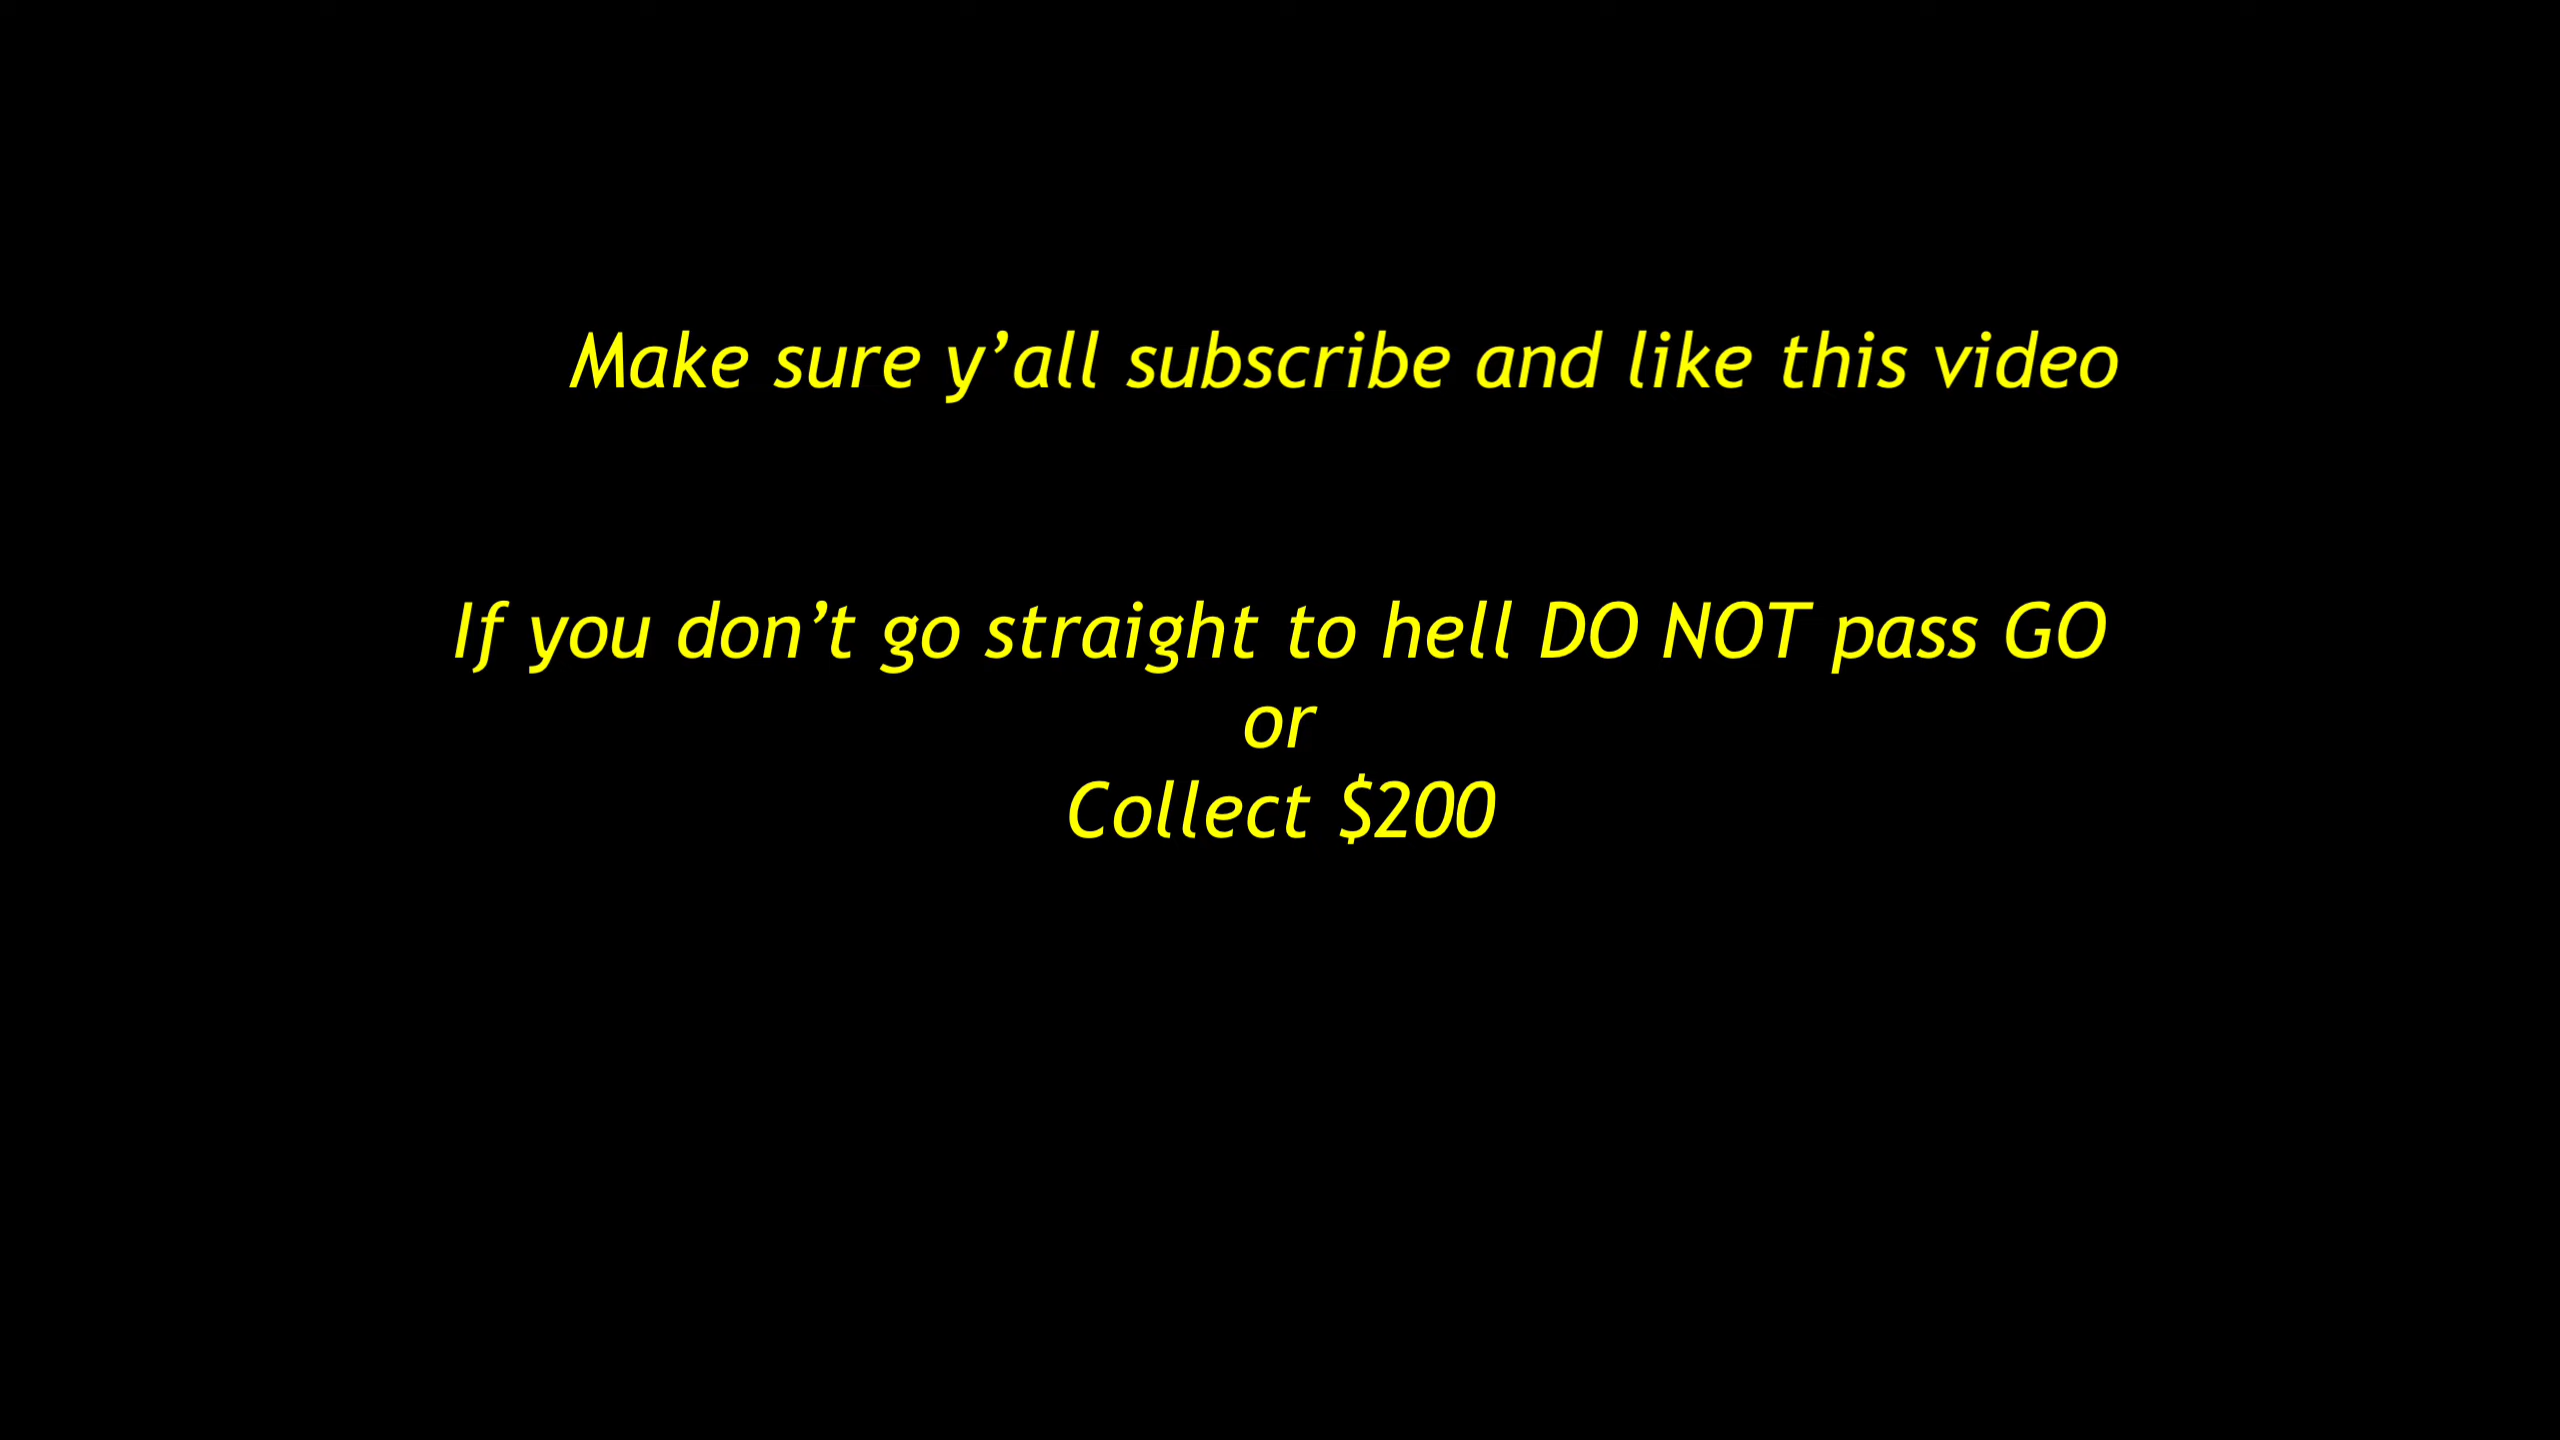 Make sure y’all subscribe and like this video
If you don’t go straight to hell DO NOT pass GO
or
Collect $200